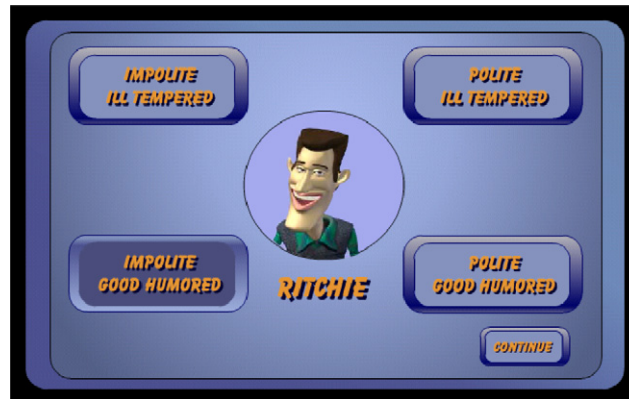 IMPOLITE
ILL TEMPERED
POLITE
ILL TEMPERED
IMPOLITE
GOOD HUMORED
RITCHIE
POLITE
GOOD HUMORED
CONTINUE